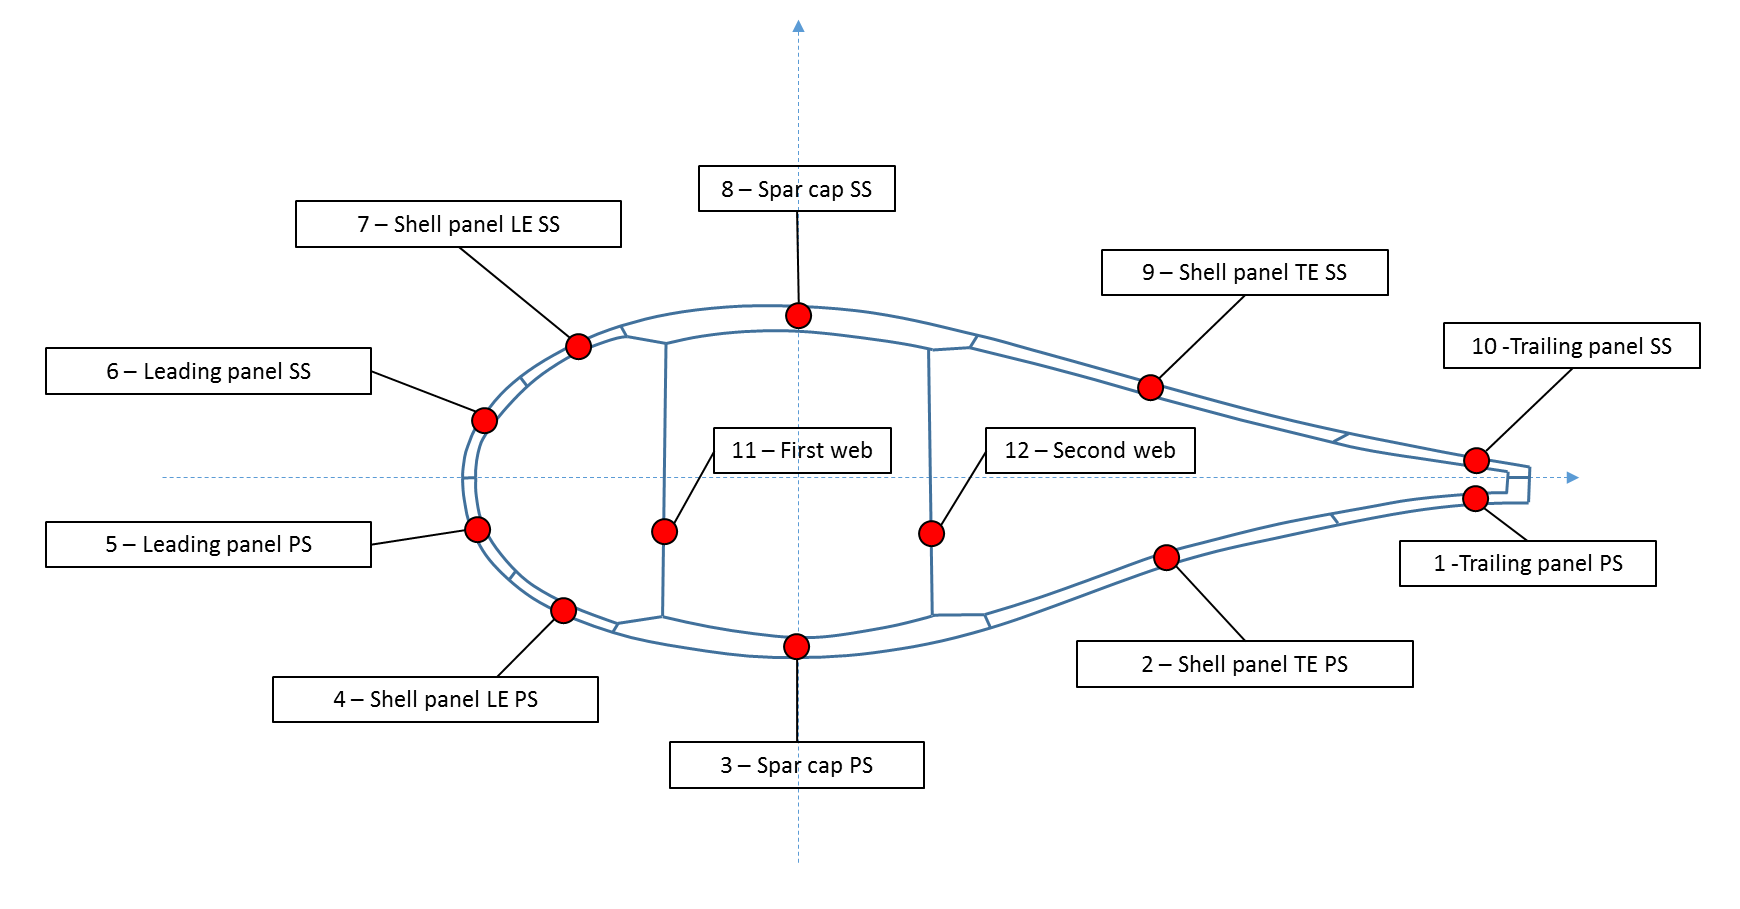 8 – Spar cap SS
7 – Shell panel LE SS
9 – Shell panel TE SS
10 -Trailing panel SS
6 – Leading panel SS
11 – First web
12 – Second web
5 – Leading panel PS
1 -Trailing panel PS
2 – Shell panel TE PS
4 – Shell panel LE PS
3 – Spar cap PS